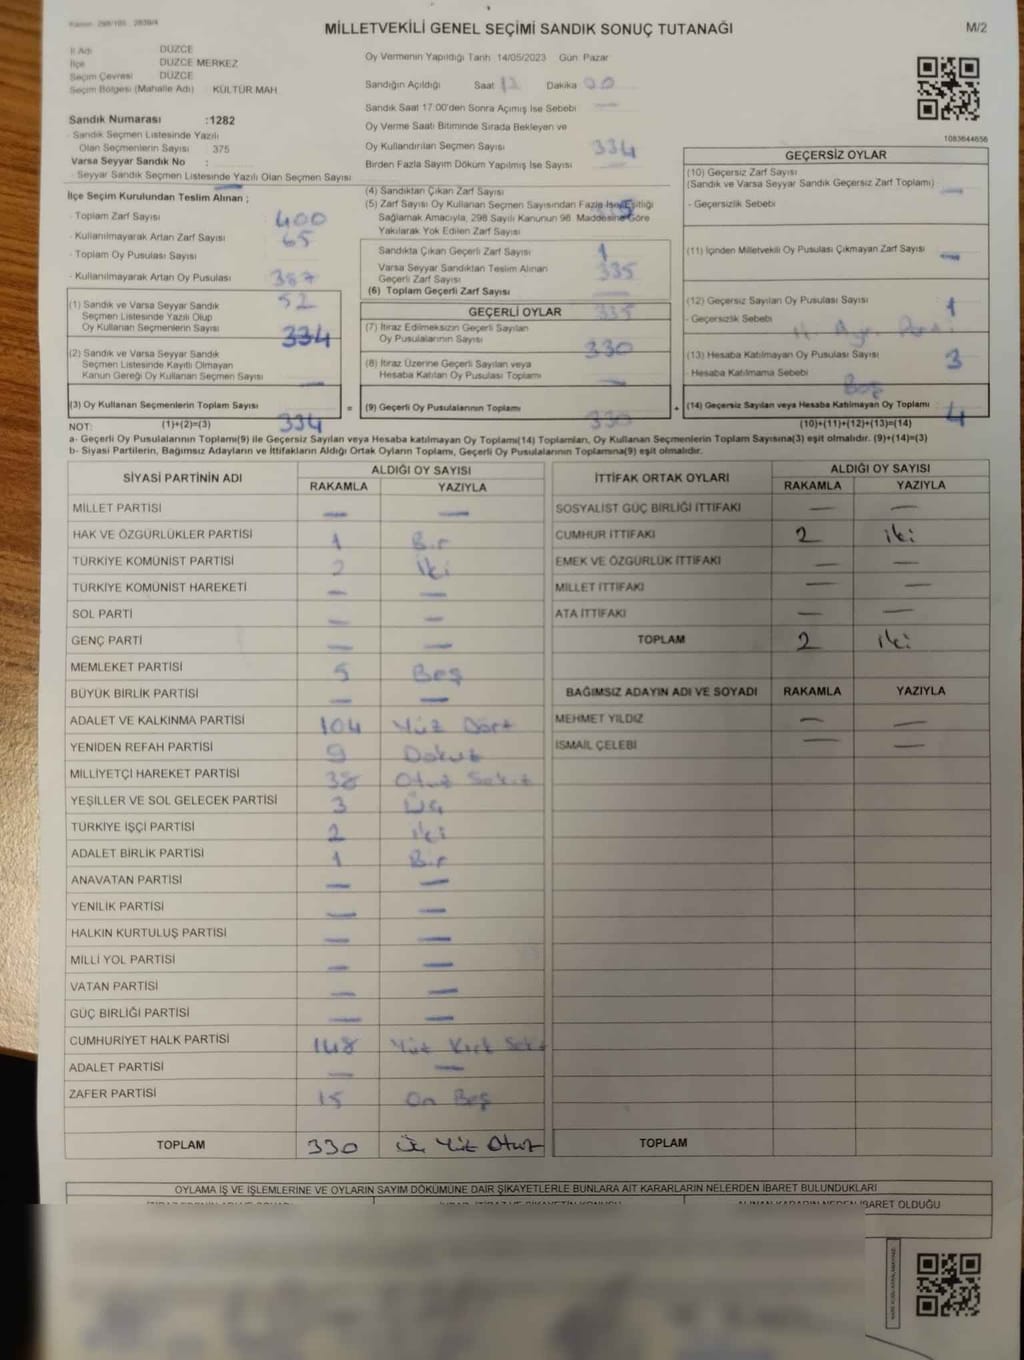 MİLLETVEKİLİ GENEL SEÇİMİ SANDIK SONUÇ TUTANAĞI
M/2
İl Adı DÜZCE
İlçe DÜZCE MERKEZ
Seçim Çevresi DÜZCE
Seçim Bölgesi (Mahalle Adı) KÜLTÜR MAH
Sandık Numarası :1282
Sandık Seçmen Listesinde Yazılı
Olan Seçmenlerin Sayısı : 375
Varsa Seyyar Sandık No :
Seyyar Sandık Seçmen Listesinde Yazılı Olan Seçmen Sayısı
Oy Vermenin Yapıldığı Tarih 14/05/2023 Gün Pazar
Sandığın Açıldığı Saat Dakika
Sandık Saat 17:00'den Sonra Açımış İse Sebebi —
Oy Verme Saati Bitiminde Sırada Bekleyen ve
Oy Kullandırılan Seçmen Sayısı 334
Birden Fazla Sayım Döküm Yapılmış İse Sayısı —
1083644656
İlçe Seçim Kurulundan Teslim Alınan ;
- Toplam Zarf Sayısı 400
- Kullanılmayarak Artan Zarf Sayısı 65
- Toplam Oy Pusulası Sayısı 387
- Kullanılmayarak Artan Oy Pusulası 52
(1) Sandık ve Varsa Seyyar Sandık
Seçmen Listesinde Yazılı Olup
Oy Kullanan Seçmenlerin Sayısı 334
(2) Sandık ve Varsa Seyyar Sandık
Seçmen Listesinde Kayıtlı Olmayan
Kanun Gereği Oy Kullanan Seçmen Sayısı —
(3) Oy Kullanan Seçmenlerin Toplam Sayısı 334
(1)+(2)=(3)
(4) Sandıktan Çıkan Zarf Sayısı 335
(5) Zarf Sayısı Oy Kullanan Seçmen Sayısından Fazla İse, Eşitliği
Sağlamak Amacıyla, 298 Sayılı Kanunun 98. Maddesine Göre
Yakılarak Yok Edilen Zarf Sayısı 1
Sandıkta Çıkan Geçerli Zarf Sayısı 335
Varsa Seyyar Sandıktan Teslim Alınan
Geçerli Zarf Sayısı —
(6) Toplam Geçerli Zarf Sayısı 335
GEÇERLİ OYLAR
(7) İtiraz Edilmeksizin Geçerli Sayılan
Oy Pusulalarının Sayısı 330
(8) İtiraz Üzerine Geçerli Sayılan veya
Hesaba Katılan Oy Pusulası Toplamı —
= (9) Geçerli Oy Pusulalarının Toplamı 330 +
GEÇERSİZ OYLAR
(10) Geçersiz Zarf Sayısı
(Sandık ve Varsa Seyyar Sandık Geçersiz Zarf Toplamı) —
- Geçersizlik Sebebi
(11) İçinden Milletvekili Oy Pusulası Çıkmayan Zarf Sayısı —
(12) Geçersiz Sayılan Oy Pusulası Sayısı 1
- Geçersizlik Sebebi
(13) Hesaba Katılmayan Oy Pusulası Sayısı 3
- Hesaba Katılmama Sebebi Boş
(14) Geçersiz Sayılan veya Hesaba Katılmayan Oy Toplamı 4
(10)+(11)+(12)+(13)=(14)
NOT:
a- Geçerli Oy Pusulalarının Toplamı(9) ile Geçersiz Sayılan veya Hesaba katılmayan Oy Toplamı(14) Toplamları, Oy Kullanan Seçmenlerin Toplam Sayısına(3) eşit olmalıdır. (9)+(14)=(3)
b- Siyasi Partilerin, Bağımsız Adayların ve İttifakların Aldığı Ortak Oyların Toplamı, Geçerli Oy Pusulalarının Toplamına(9) eşit olmalıdır.
SİYASİ PARTİNİN ADI ALDIĞI OY SAYISI
RAKAMLA YAZIYLA
MİLLET PARTİSİ — —
HAK VE ÖZGÜRLÜKLER PARTİSİ 1 Bir
TÜRKİYE KOMÜNİST PARTİSİ 2 İki
TÜRKİYE KOMÜNİST HAREKETİ — —
SOL PARTİ — —
GENÇ PARTİ — —
MEMLEKET PARTİSİ 5 Beş
BÜYÜK BİRLİK PARTİSİ — —
ADALET VE KALKINMA PARTİSİ 104 Yüz Dört
YENİDEN REFAH PARTİSİ 9 Dokuz
MİLLİYETÇİ HAREKET PARTİSİ 38 Otuz Sekiz
YEŞİLLER VE SOL GELECEK PARTİSİ 3 Üç
TÜRKİYE İŞÇİ PARTİSİ 2 iki
ADALET BİRLİK PARTİSİ 1 Bir
ANAVATAN PARTİSİ — —
YENİLİK PARTİSİ — —
HALKIN KURTULUŞ PARTİSİ — —
MİLLİ YOL PARTİSİ — —
VATAN PARTİSİ — —
GÜÇ BİRLİĞİ PARTİSİ — —
CUMHURİYET HALK PARTİSİ 148 Yüz Kırk Sekiz
ADALET PARTİSİ — —
ZAFER PARTİSİ 15 On Beş
TOPLAM 330 Üç Yüz Otuz
İTTİFAK ORTAK OYLARI ALDIĞI OY SAYISI
RAKAMLA YAZIYLA
SOSYALİST GÜÇ BİRLİĞİ İTTİFAKI — —
CUMHUR İTTİFAKI 2 iki
EMEK VE ÖZGÜRLÜK İTTİFAKI — —
MİLLET İTTİFAKI — —
ATA İTTİFAKI — —
TOPLAM 2 iki
BAĞIMSIZ ADAYIN ADI VE SOYADI RAKAMLA YAZIYLA
MEHMET YILDIZ — —
İSMAİL ÇELEBİ — —
TOPLAM
OYLAMA İŞ VE İŞLEMLERİNE VE OYLARIN SAYIM DÖKÜMÜNE DAİR ŞİKAYETLERLE BUNLARA AİT KARARLARIN NELERDEN İBARET BULUNDUKLARI
İBARET OLDUĞU